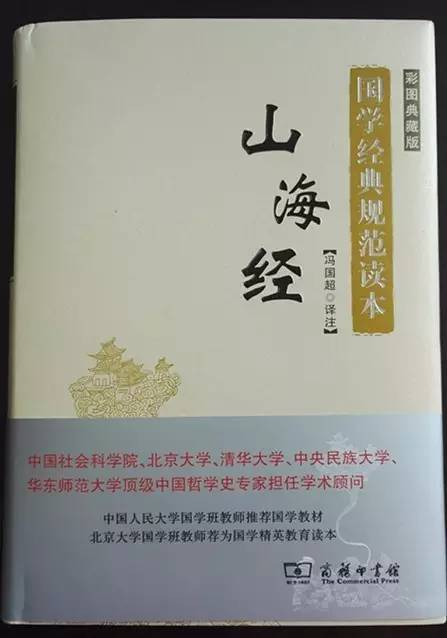 彩图典藏版
国学经典规范读本
山海经
【冯国超◎译注】
中国社会科学院、北京大学、清华大学、中央民族大学、
华东师范大学顶级中国哲学史专家担任学术顾问
中国人民大学国学班教师推荐国学教材
北京大学国学班教师荐为国学精英教育读本
商務印書館
The Commercial Press